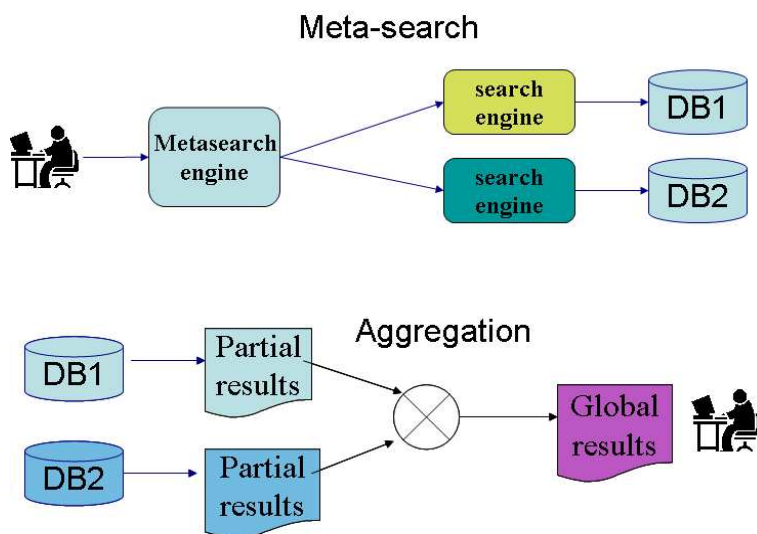 Meta-search
Metasearch
engine
search
engine
DB1
search
engine
DB2
Aggregation
DB1
Partial
results
Global
results
DB2
Partial
results